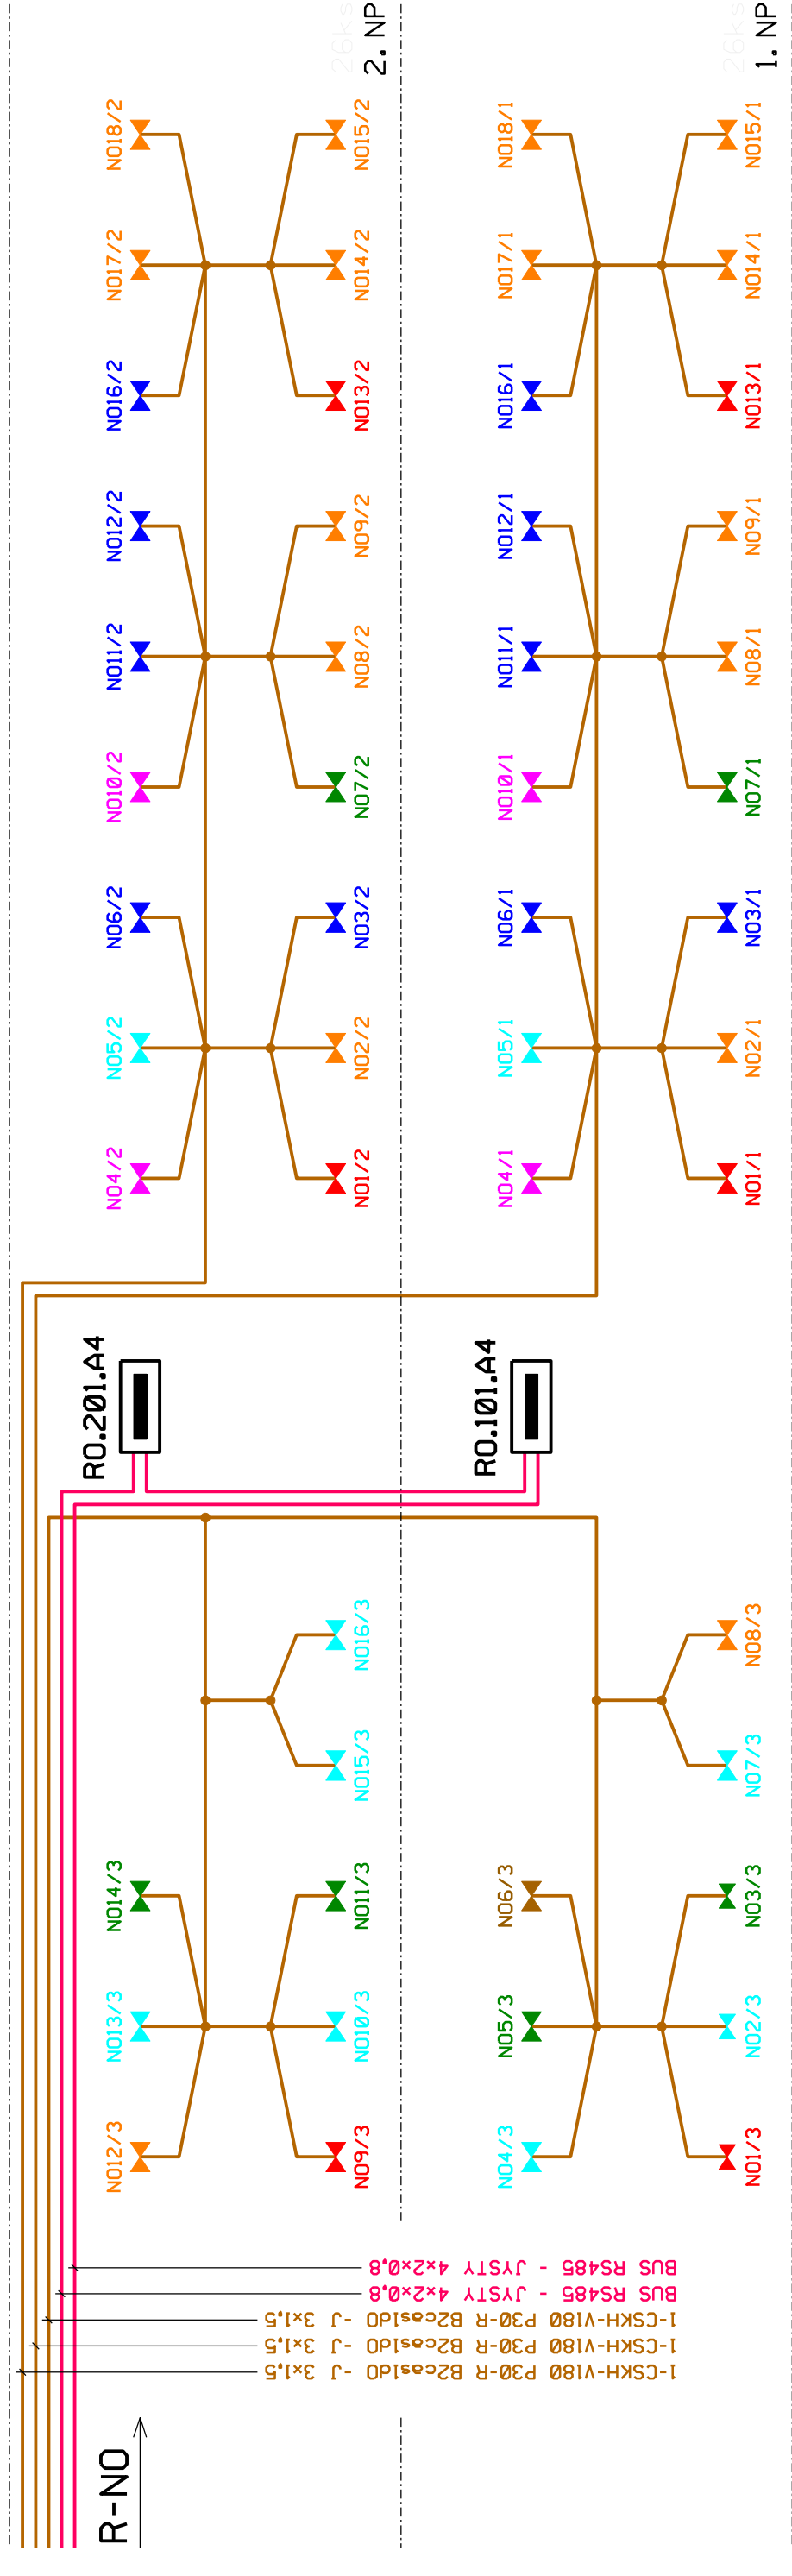 26ks
2. NP
26ks
1. NP
NO18/2
NO15/2
NO18/1
NO15/1
NO17/2
NO14/2
NO17/1
NO14/1
NO16/2
NO13/2
NO16/1
NO13/1
NO12/2
NO9/2
NO12/1
NO9/1
NO11/2
NO8/2
NO11/1
NO8/1
NO10/2
NO7/2
NO10/1
NO7/1
NO6/2
NO3/2
NO6/1
NO3/1
NO5/2
NO2/2
NO5/1
NO2/1
NO4/2
NO1/2
NO4/1
NO1/1
RO.201.A4
RO.101.A4
NO16/3
NO8/3
NO15/3
NO7/3
NO14/3
NO11/3
NO6/3
NO3/3
NO13/3
NO10/3
NO5/3
NO2/3
NO12/3
NO9/3
NO4/3
NO1/3
BUS RS485 - JYSTY 4x2x0,8
BUS RS485 - JYSTY 4x2x0,8
1-CSKH-V180 P30-R B2cas1d0 -J 3x1,5
1-CSKH-V180 P30-R B2cas1d0 -J 3x1,5
1-CSKH-V180 P30-R B2cas1d0 -J 3x1,5
R-NO